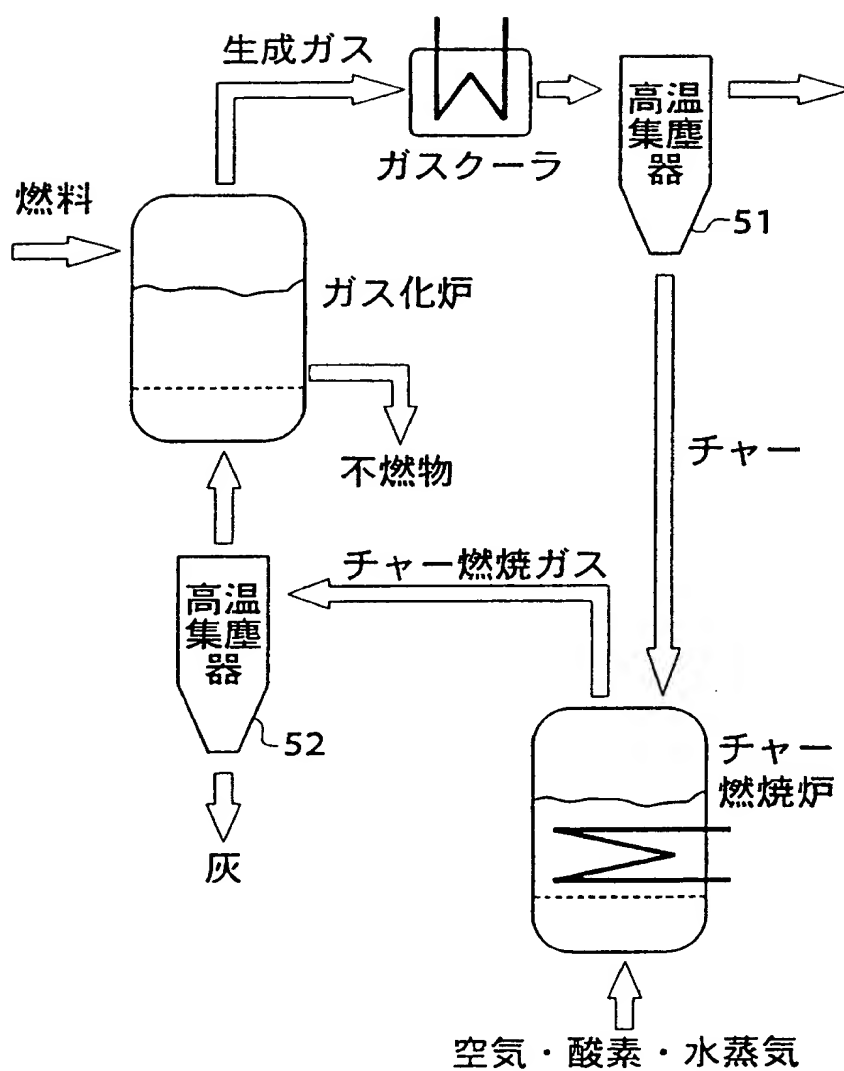 生成ガス
高温
集塵
器
ガスクーラ
燃料
51
ガス化炉
チャー
不燃物
チャー燃焼ガス
高温
集塵
器
52
チャー
燃焼炉
灰
空気・酸素・水蒸気